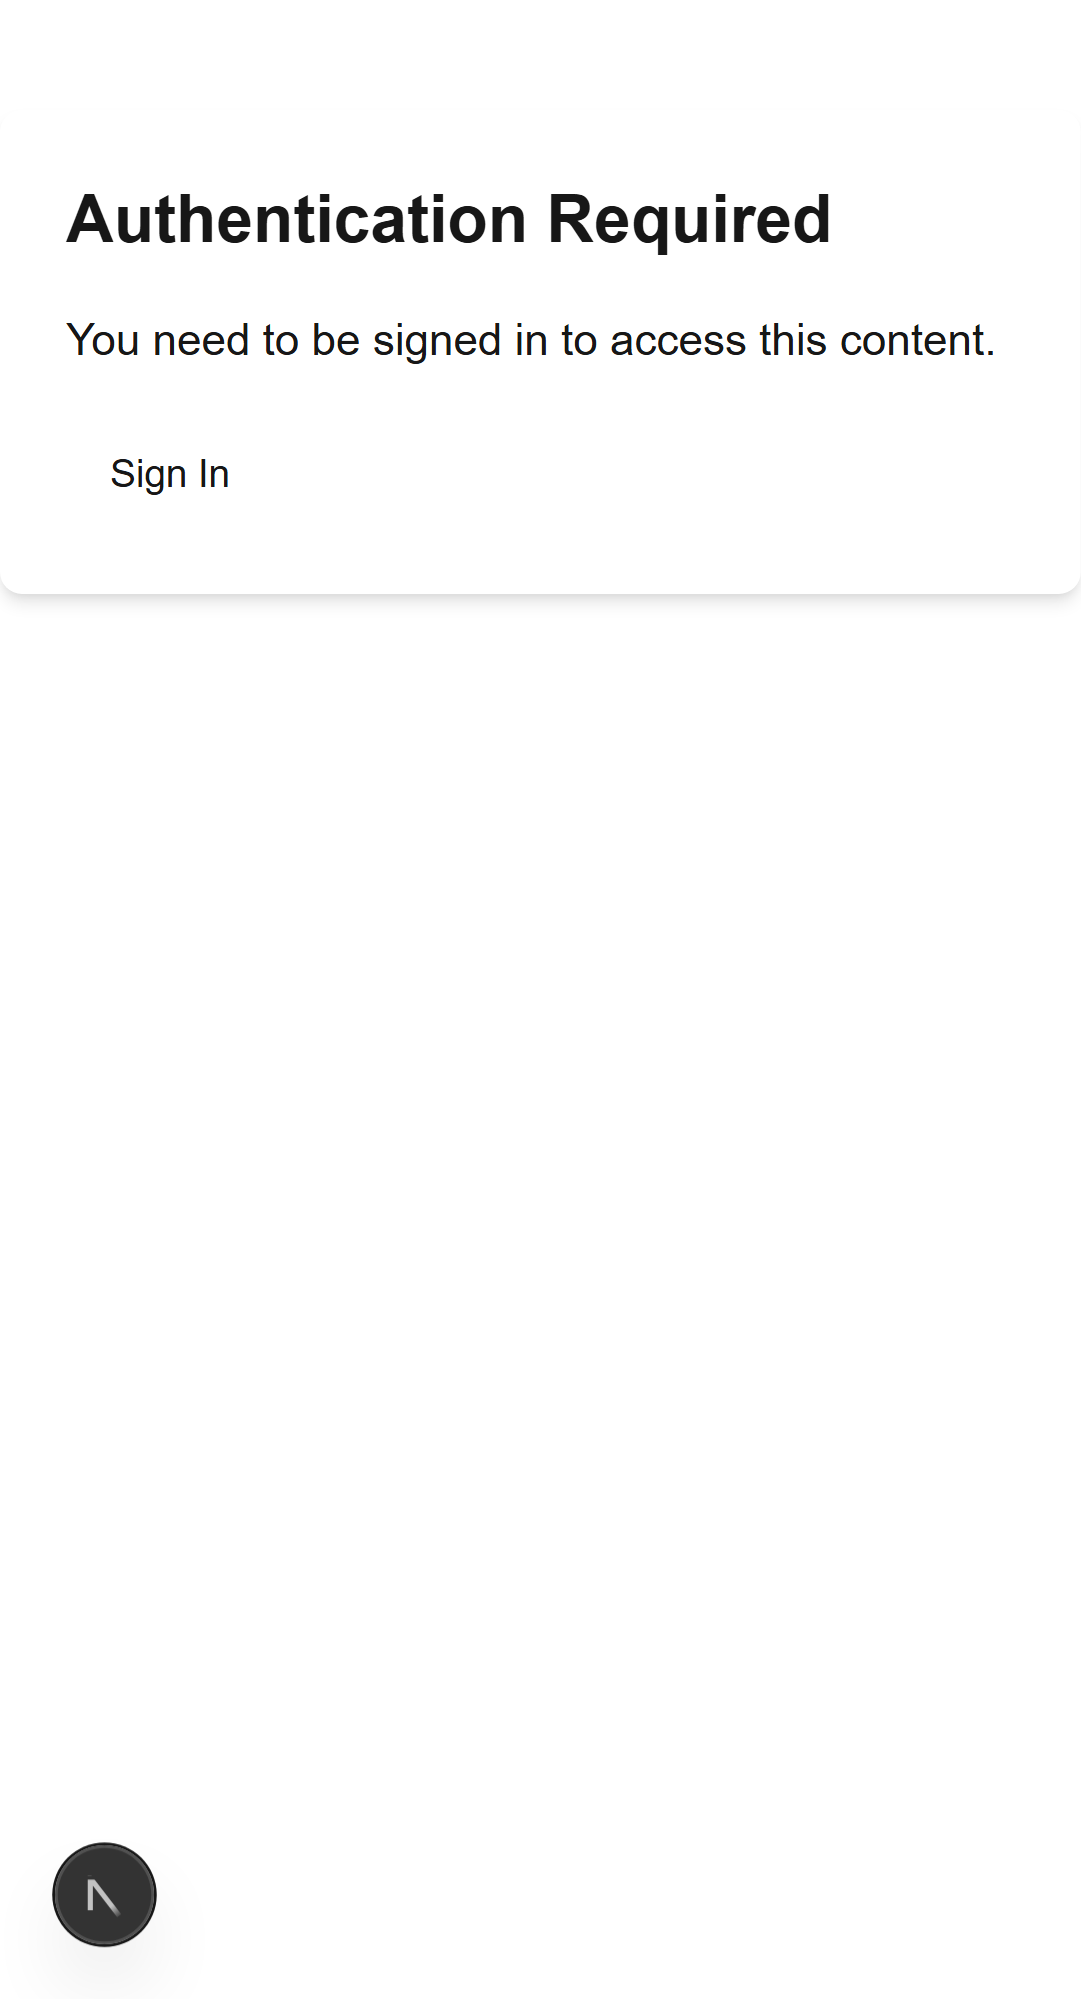 Authentication Required
You need to be signed in to access this content.
Sign In